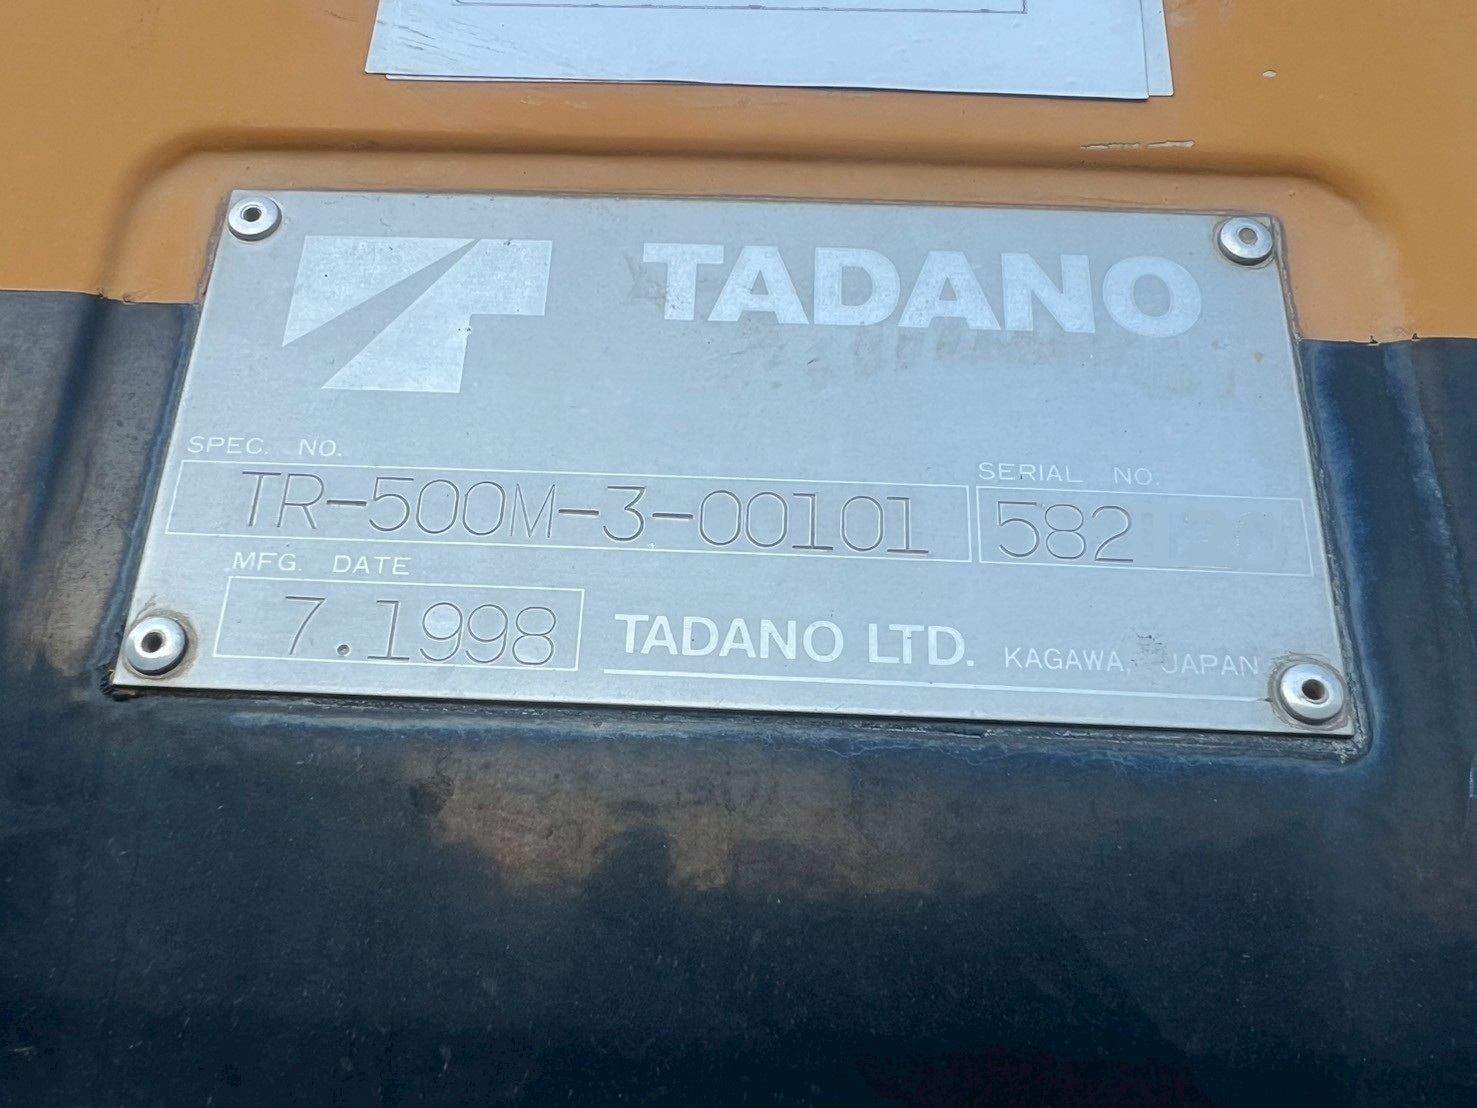 TADANO
SPEC. NO.
TR-500M-3-00101
SERIAL NO.
582
MFG. DATE
7.1998
TADANO LTD. KAGAWA, JAPAN